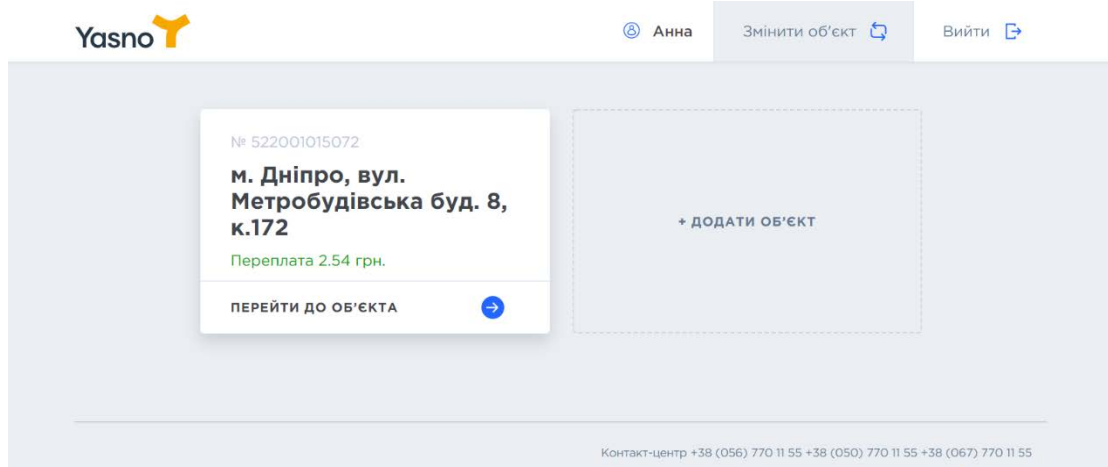 Yasno
Анна
Змінити об'єкт
Вийти
№ 522001015072
м. Дніпро, вул.
Метробудівська буд. 8,
к.172
Переплата 2.54 грн.
ПЕРЕЙТИ ДО ОБ'ЄКТА
+ ДОДАТИ ОБ'ЄКТ
Контакт-центр +38 (056) 770 11 55 +38 (050) 770 11 55 +38 (067) 770 11 55